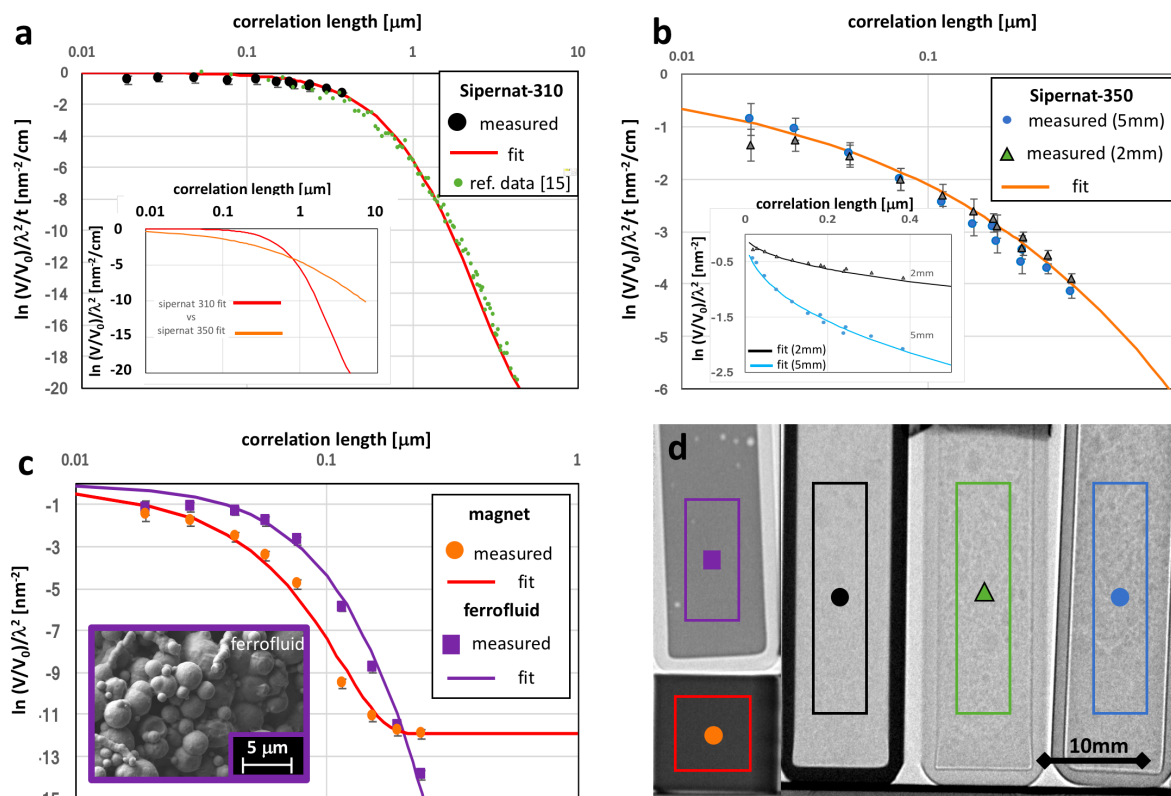 a
correlation length [μm]
0.01 0.1 1 10
0
-2
-4
-6
-8
-10
-12
-14
-16
-18
-20
ln (V/V0)/λ²/t [nm⁻²/cm]
Sipernat-310
measured
fit
ref. data [15]
correlation length [μm]
0.01 0.1 1 10
0
-5
-10
-15
-20
ln (V/V0)/λ² [nm⁻²/cm]
sipernat 310 fit
vs
sipernat 350 fit
b
correlation length [μm]
0.01 0.1
0
-1
-2
-3
-4
-5
-6
ln (V/V0)/λ²/t [nm⁻²/cm]
Sipernat-350
measured (5mm)
measured (2mm)
fit
correlation length [μm]
0 0.2 0.4
-0.5
-1.5
-2.5
ln (V/V0)/λ² [nm⁻²]
2mm
5mm
fit (2mm)
fit (5mm)
c
correlation length [μm]
0.01 0.1 1
-1
-3
-5
-7
-9
-11
-13
-15
ln (V/V0)/λ² [nm⁻²]
magnet
measured
fit
ferrofluid
measured
fit
ferrofluid
5 μm
d
10mm